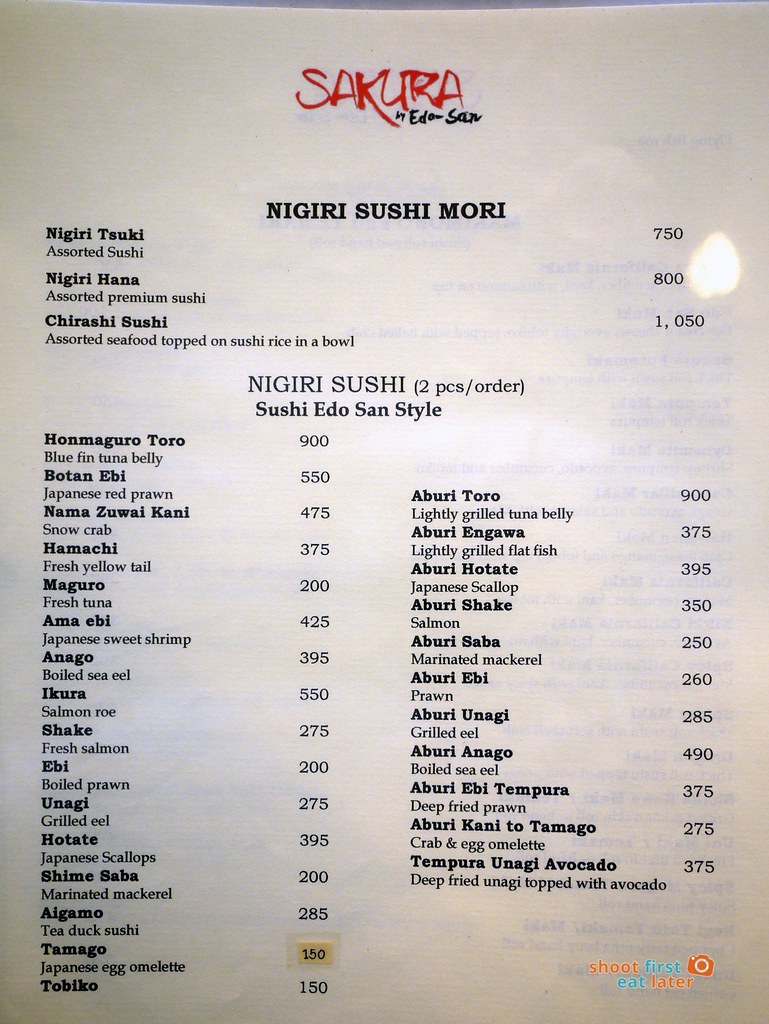 SAKURA
by Edo-San
NIGIRI SUSHI MORI
Nigiri Tsuki 750
Assorted Sushi
Nigiri Hana 800
Assorted premium sushi
Chirashi Sushi 1, 050
Assorted seafood topped on sushi rice in a bowl
NIGIRI SUSHI (2 pcs/order)
Sushi Edo San Style
Honmaguro Toro 900
Blue fin tuna belly
Botan Ebi 550
Japanese red prawn
Nama Zuwai Kani 475
Snow crab
Hamachi 375
Fresh yellow tail
Maguro 200
Fresh tuna
Ama ebi 425
Japanese sweet shrimp
Anago 395
Boiled sea eel
Ikura 550
Salmon roe
Shake 275
Fresh salmon
Ebi 200
Boiled prawn
Unagi 275
Grilled eel
Hotate 395
Japanese Scallops
Shime Saba 200
Marinated mackerel
Aigamo 285
Tea duck sushi
Tamago 150
Japanese egg omelette
Tobiko 150
Aburi Toro 900
Lightly grilled tuna belly
Aburi Engawa 375
Lightly grilled flat fish
Aburi Hotate 395
Japanese Scallop
Aburi Shake 350
Salmon
Aburi Saba 250
Marinated mackerel
Aburi Ebi 260
Prawn
Aburi Unagi 285
Grilled eel
Aburi Anago 490
Boiled sea eel
Aburi Ebi Tempura 375
Deep fried prawn
Aburi Kani to Tamago 275
Crab & egg omelette
Tempura Unagi Avocado 375
Deep fried unagi topped with avocado
shoot first
eat later